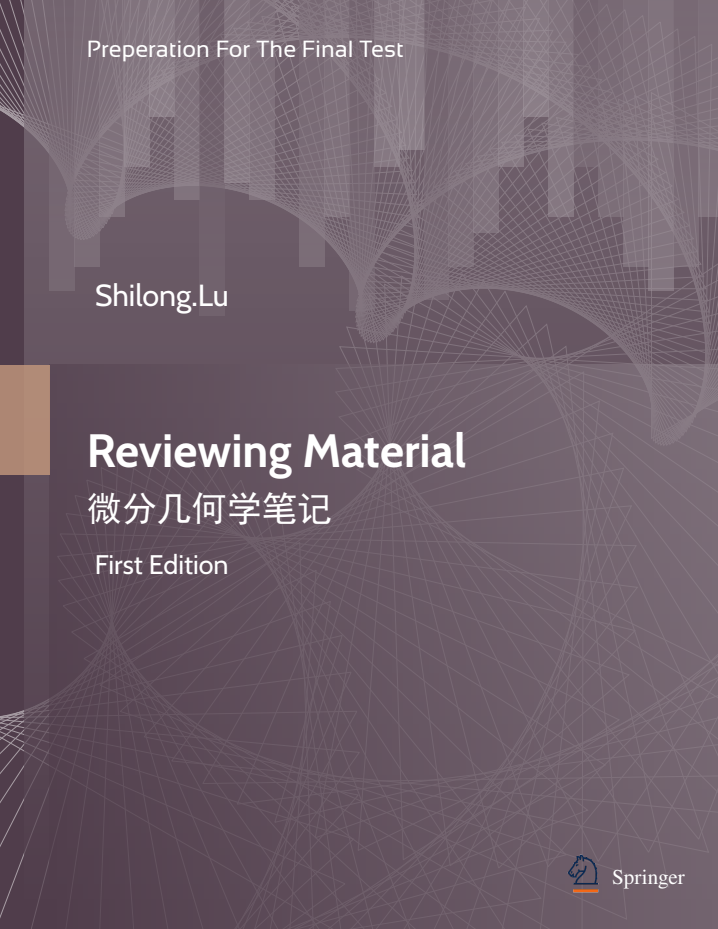 Preperation For The Final Test
Shilong.Lu
Reviewing Material
微分几何学笔记
First Edition
Springer